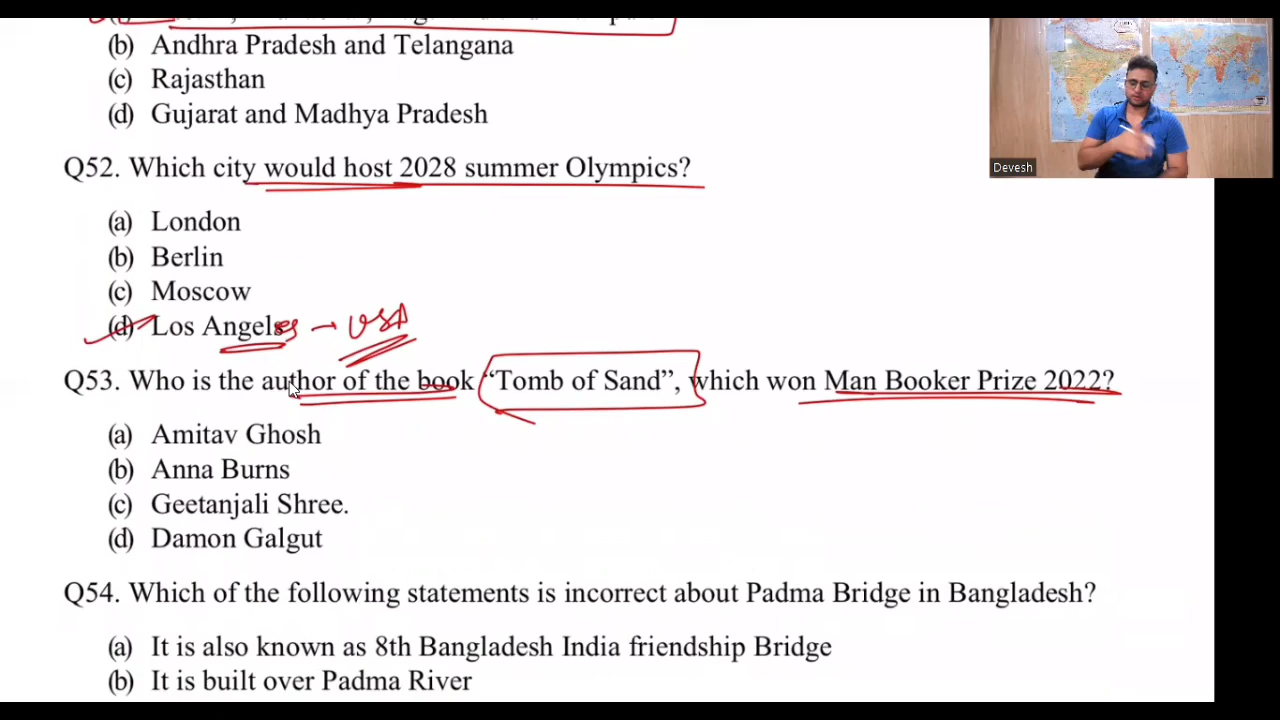 (b) Andhra Pradesh and Telangana
(c) Rajasthan
(d) Gujarat and Madhya Pradesh
Devesh
Q52. Which city would host 2028 summer Olympics?
(a) London
(b) Berlin
(c) Moscow
(d) Los Angeles → USA
Q53. Who is the author of the book “Tomb of Sand”, which won Man Booker Prize 2022?
(a) Amitav Ghosh
(b) Anna Burns
(c) Geetanjali Shree.
(d) Damon Galgut
Q54. Which of the following statements is incorrect about Padma Bridge in Bangladesh?
(a) It is also known as 8th Bangladesh India friendship Bridge
(b) It is built over Padma River